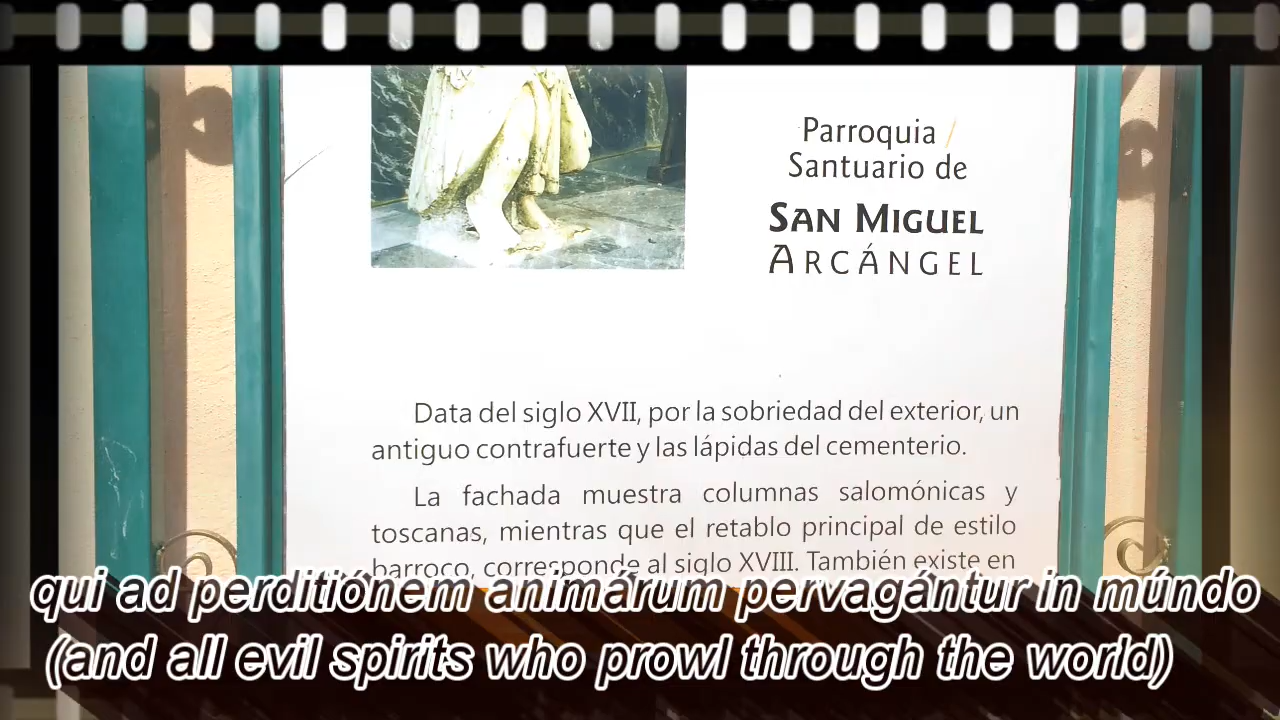 Parroquia /
Santuario de
SAN MIGUEL
ARCÁNGEL
Data del siglo XVII, por la sobriedad del exterior, un
antiguo contrafuerte y las lápidas del cementerio.
La fachada muestra columnas salomónicas y
toscanas, mientras que el retablo principal de estilo
barroco, corresponde al siglo XVIII. También existe en
qui ad perditiónem animárum pervagántur in múndo
(and all evil spirits who prowl through the world)